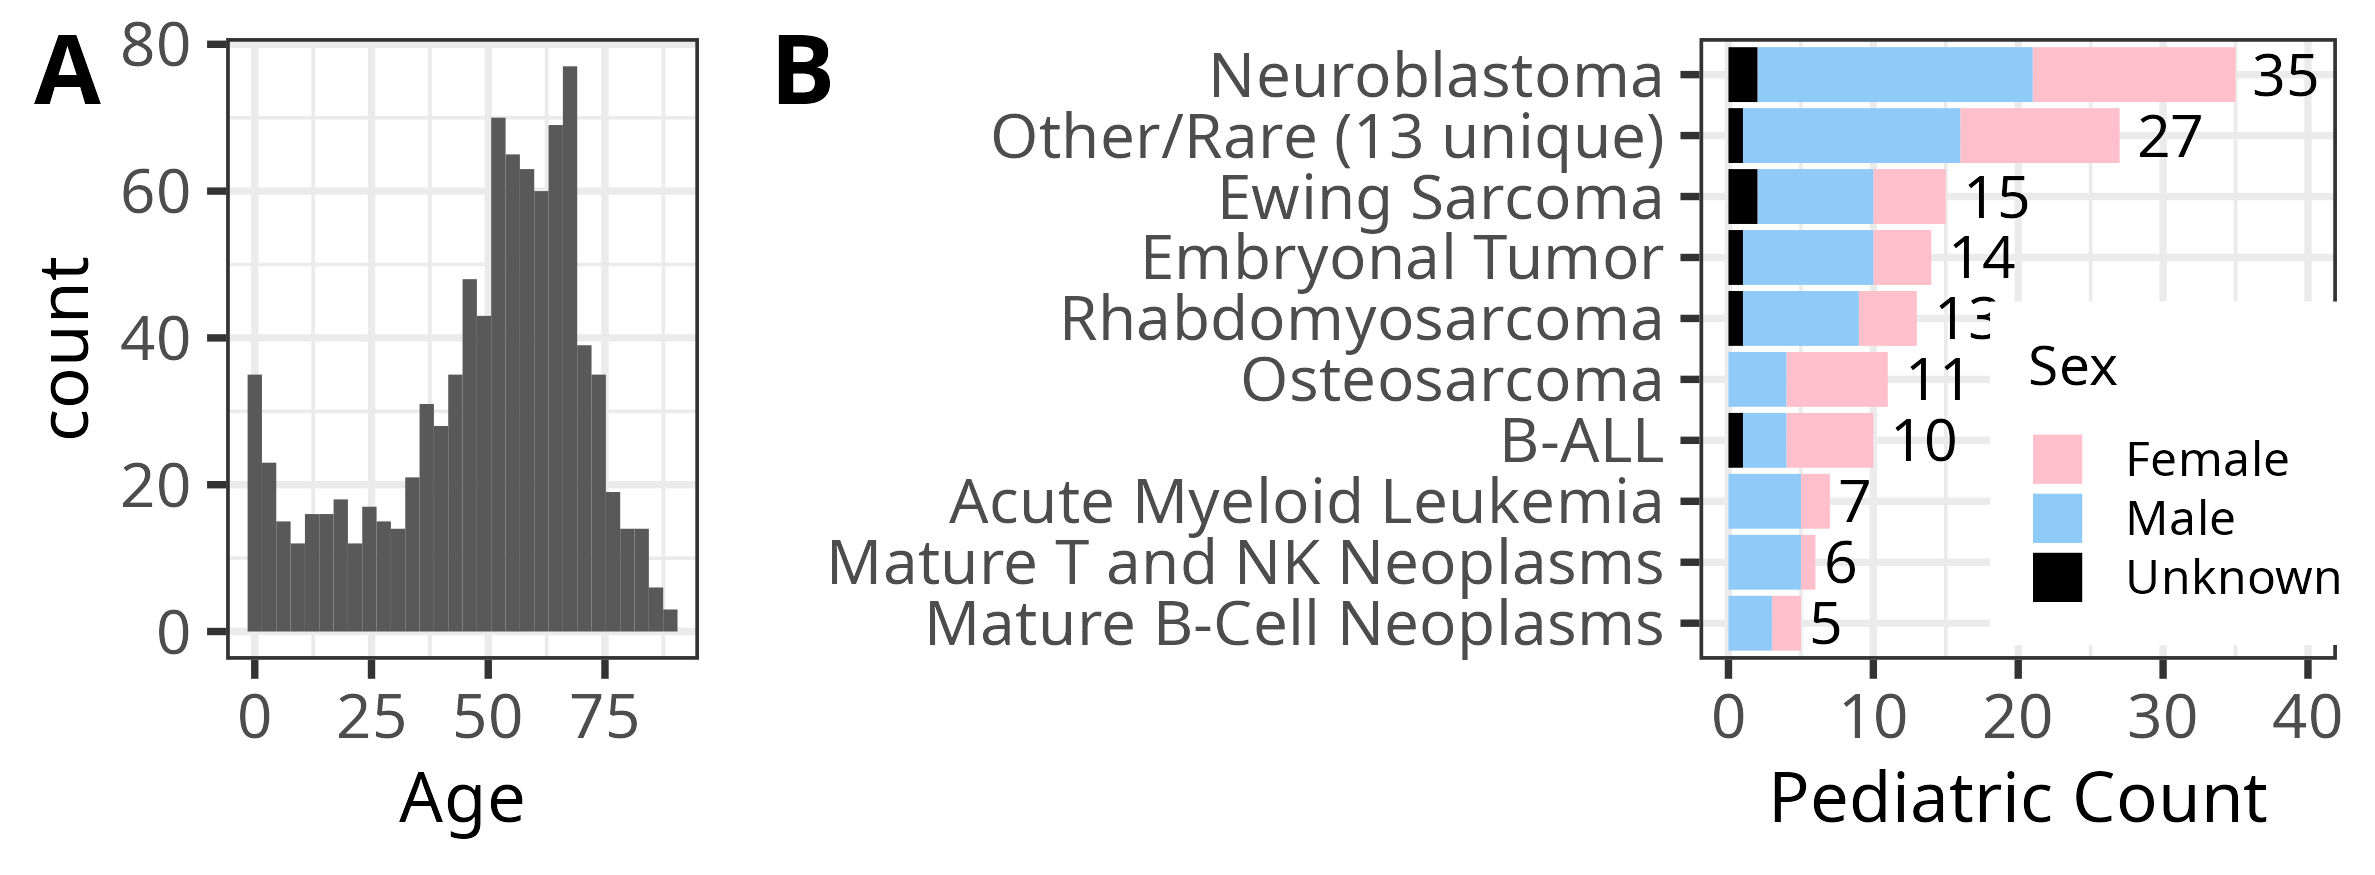 A
80
60
40
20
0
count
0 25 50 75
Age
B
Neuroblastoma 35
Other/Rare (13 unique) 27
Ewing Sarcoma 15
Embryonal Tumor 14
Rhabdomyosarcoma 13
Osteosarcoma 11
B-ALL 10
Acute Myeloid Leukemia 7
Mature T and NK Neoplasms 6
Mature B-Cell Neoplasms 5
Sex
Female
Male
Unknown
0 10 20 30 40
Pediatric Count